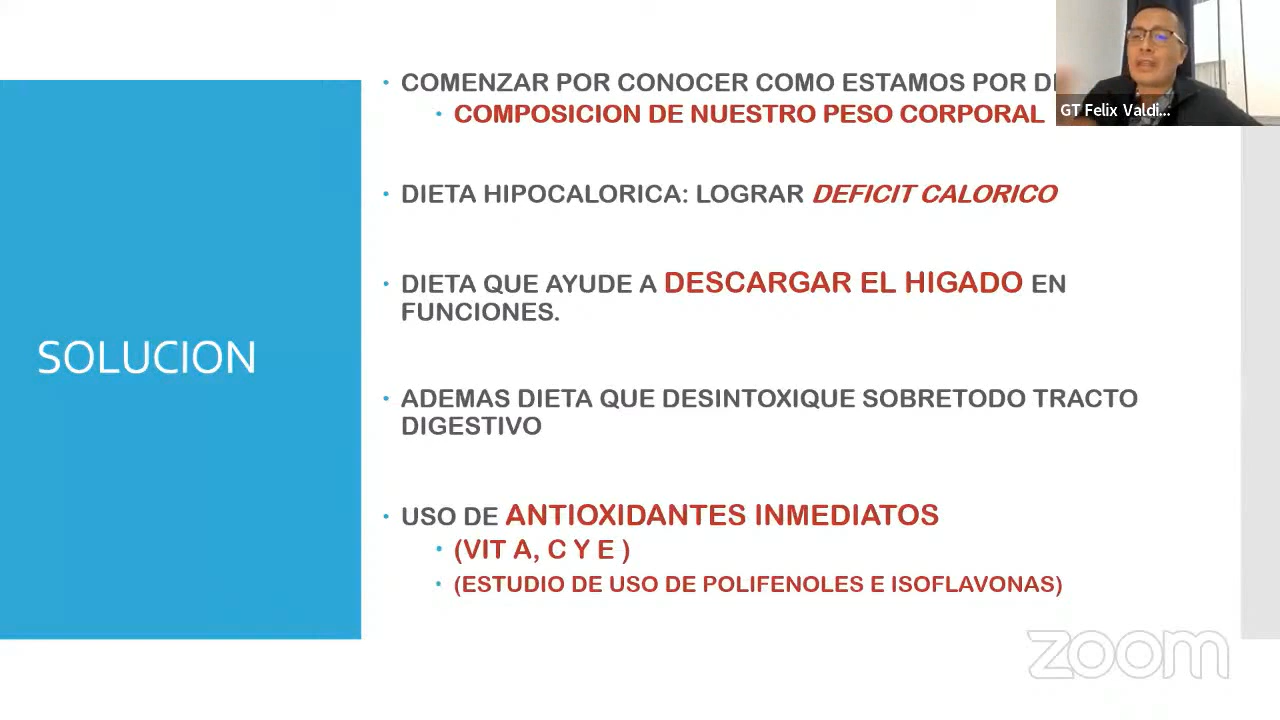 COMENZAR POR CONOCER COMO ESTAMOS POR
COMPOSICION DE NUESTRO PESO CORPORAL
GT Felix Valdi...
DIETA HIPOCALORICA: LOGRAR DEFICIT CALORICO
DIETA QUE AYUDE A DESCARGAR EL HIGADO EN
FUNCIONES.
SOLUCION
ADEMAS DIETA QUE DESINTOXIQUE SOBRETODO TRACTO
DIGESTIVO
USO DE ANTIOXIDANTES INMEDIATOS
(VIT A, C Y E )
(ESTUDIO DE USO DE POLIFENOLES E ISOFLAVONAS)
zoom